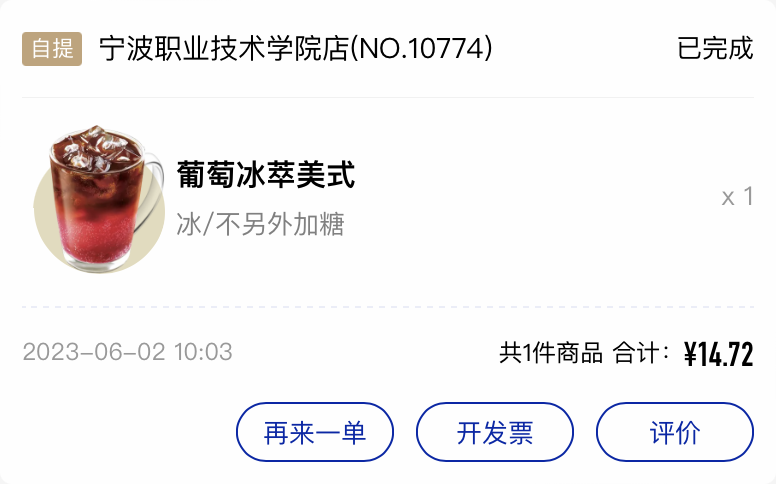 自提 宁波职业技术学院店(NO.10774) 已完成
葡萄冰萃美式
x 1
冰/不另外加糖
2023-06-02 10:03 共1件商品 合计: ¥14.72
再来一单 开发票 评价